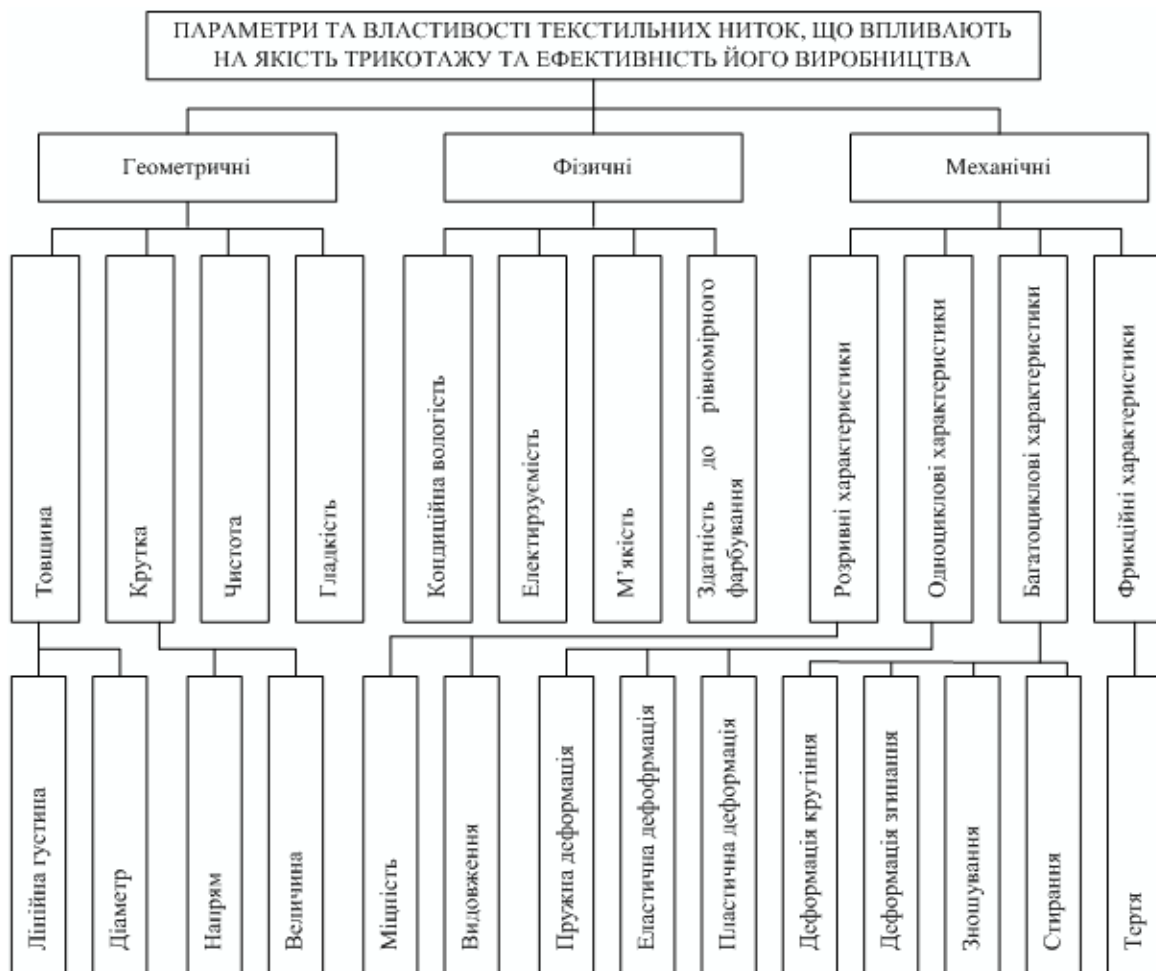 ПАРАМЕТРИ ТА ВЛАСТИВОСТІ ТЕКСТИЛЬНИХ НИТОК, ЩО ВПЛИВАЮТЬ
НА ЯКІСТЬ ТРИКОТАЖУ ТА ЕФЕКТИВНІСТЬ ЙОГО ВИРОБНИЦТВА
Геометричні
Фізичні
Механічні
Товщина
Крутка
Чистота
Гладкість
Кондиційна вологість
Електирзуємість
М’якість
Здатність до рівномірного
фарбування
Розривні характеристики
Одноциклові характеристики
Багатоциклові характеристики
Фрикційні характеристики
Лінійна густина
Діаметр
Напрям
Величина
Міцність
Видовження
Пружна деформація
Еластична дефофрмація
Пластична деформація
Деформація крутіння
Деформація згинання
Зношування
Стирання
Тертя